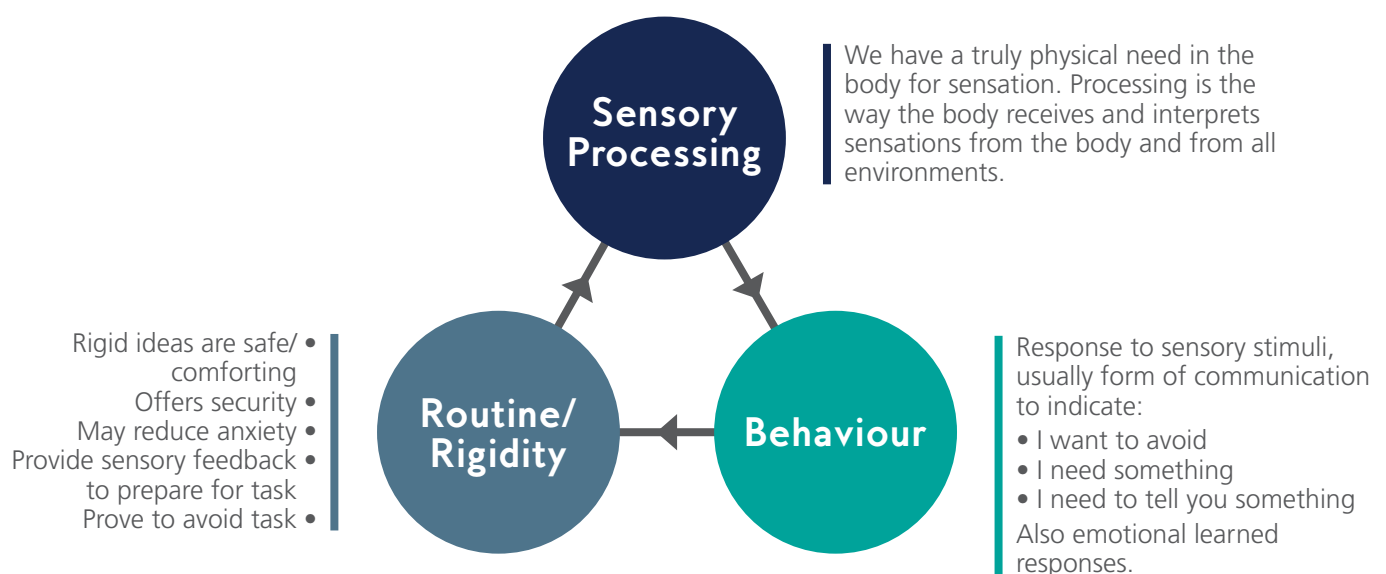 Sensory
Processing
We have a truly physical need in the
body for sensation. Processing is the
way the body receives and interprets
sensations from the body and from all
environments.
Rigid ideas are safe/ •
comforting
Offers security •
May reduce anxiety •
Provide sensory feedback •
to prepare for task
Prove to avoid task •
Routine/
Rigidity
Behaviour
Response to sensory stimuli,
usually form of communication
to indicate:
• I want to avoid
• I need something
• I need to tell you something
Also emotional learned
responses.